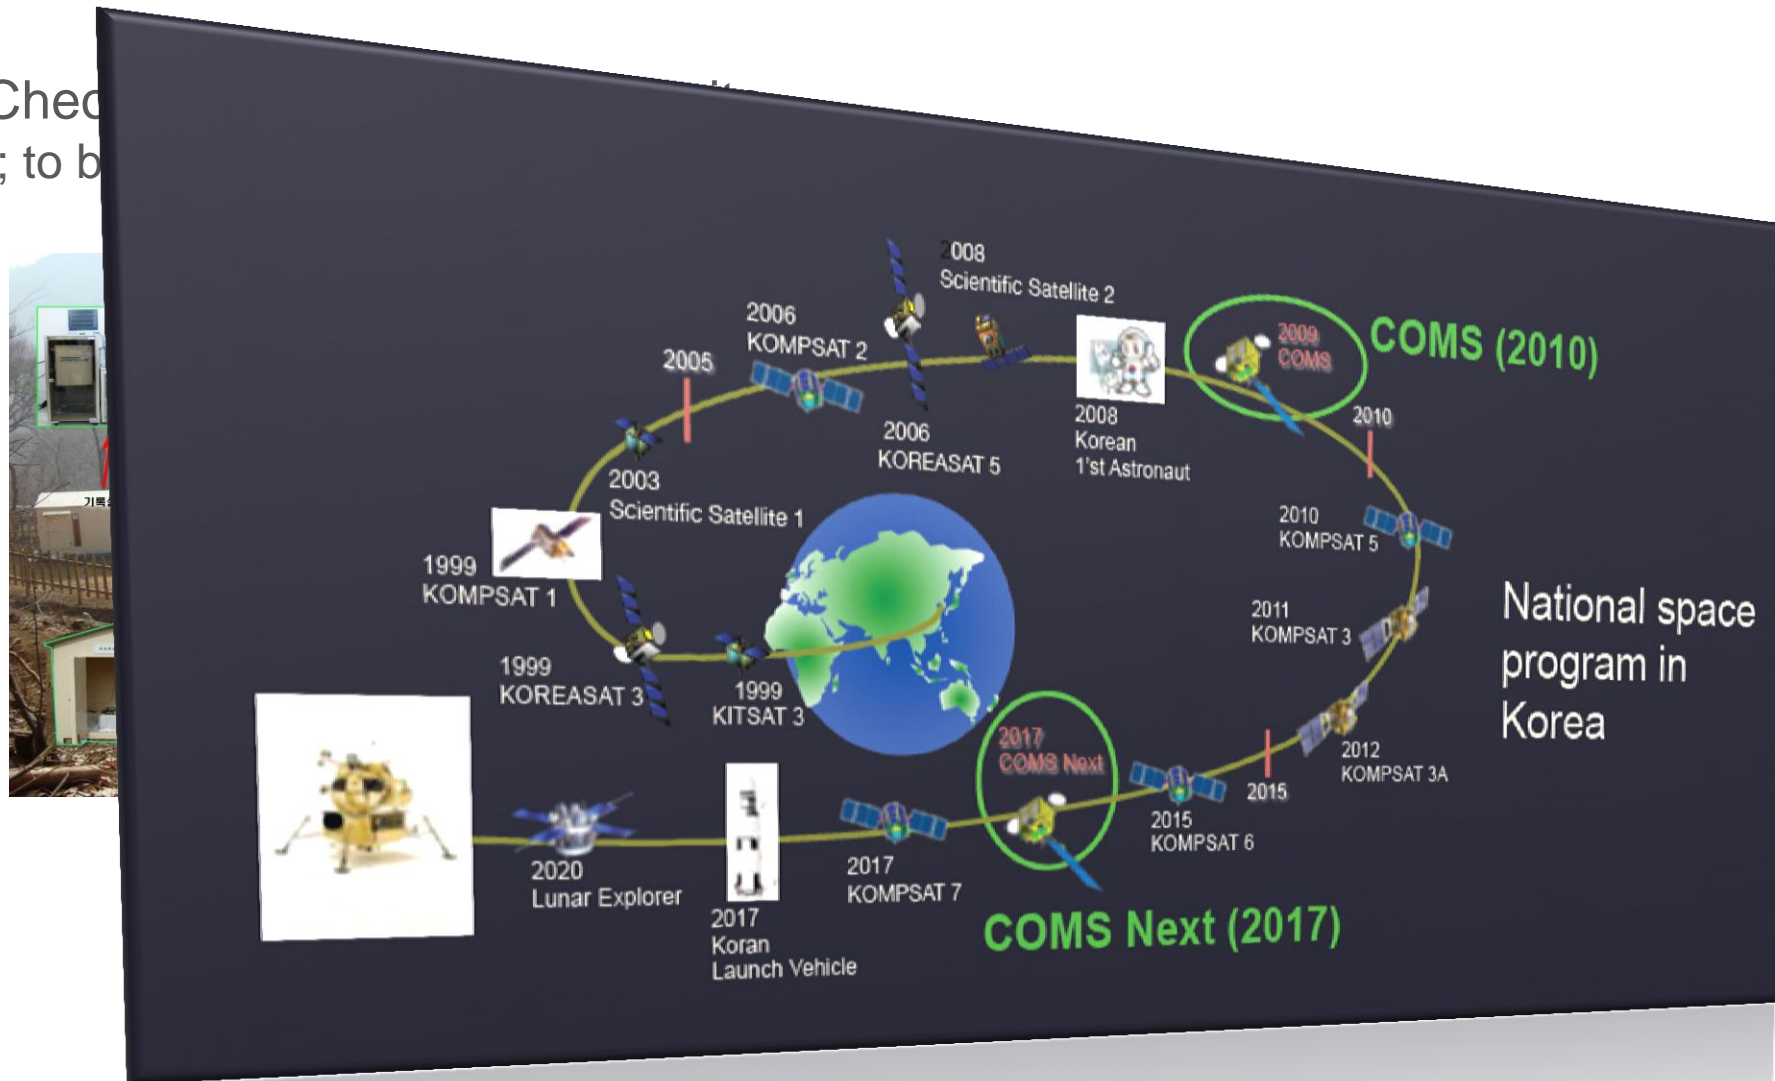 Chec
; to b
2008
Scientific Satellite 2
2006
KOMPSAT 2
2009
COMS
COMS (2010)
2005
2006
KOREASAT 5
2008
Korean
1'st Astronaut
2010
2003
Scientific Satellite 1
2010
KOMPSAT 5
1999
KOMPSAT 1
2011
KOMPSAT 3
National space
program in
Korea
1999
KOREASAT 3
1999
KITSAT 3
2012
KOMPSAT 3A
2015
2017
COMS Next
2015
KOMPSAT 6
2017
KOMPSAT 7
2020
Lunar Explorer
2017
Koran
Launch Vehicle
COMS Next (2017)